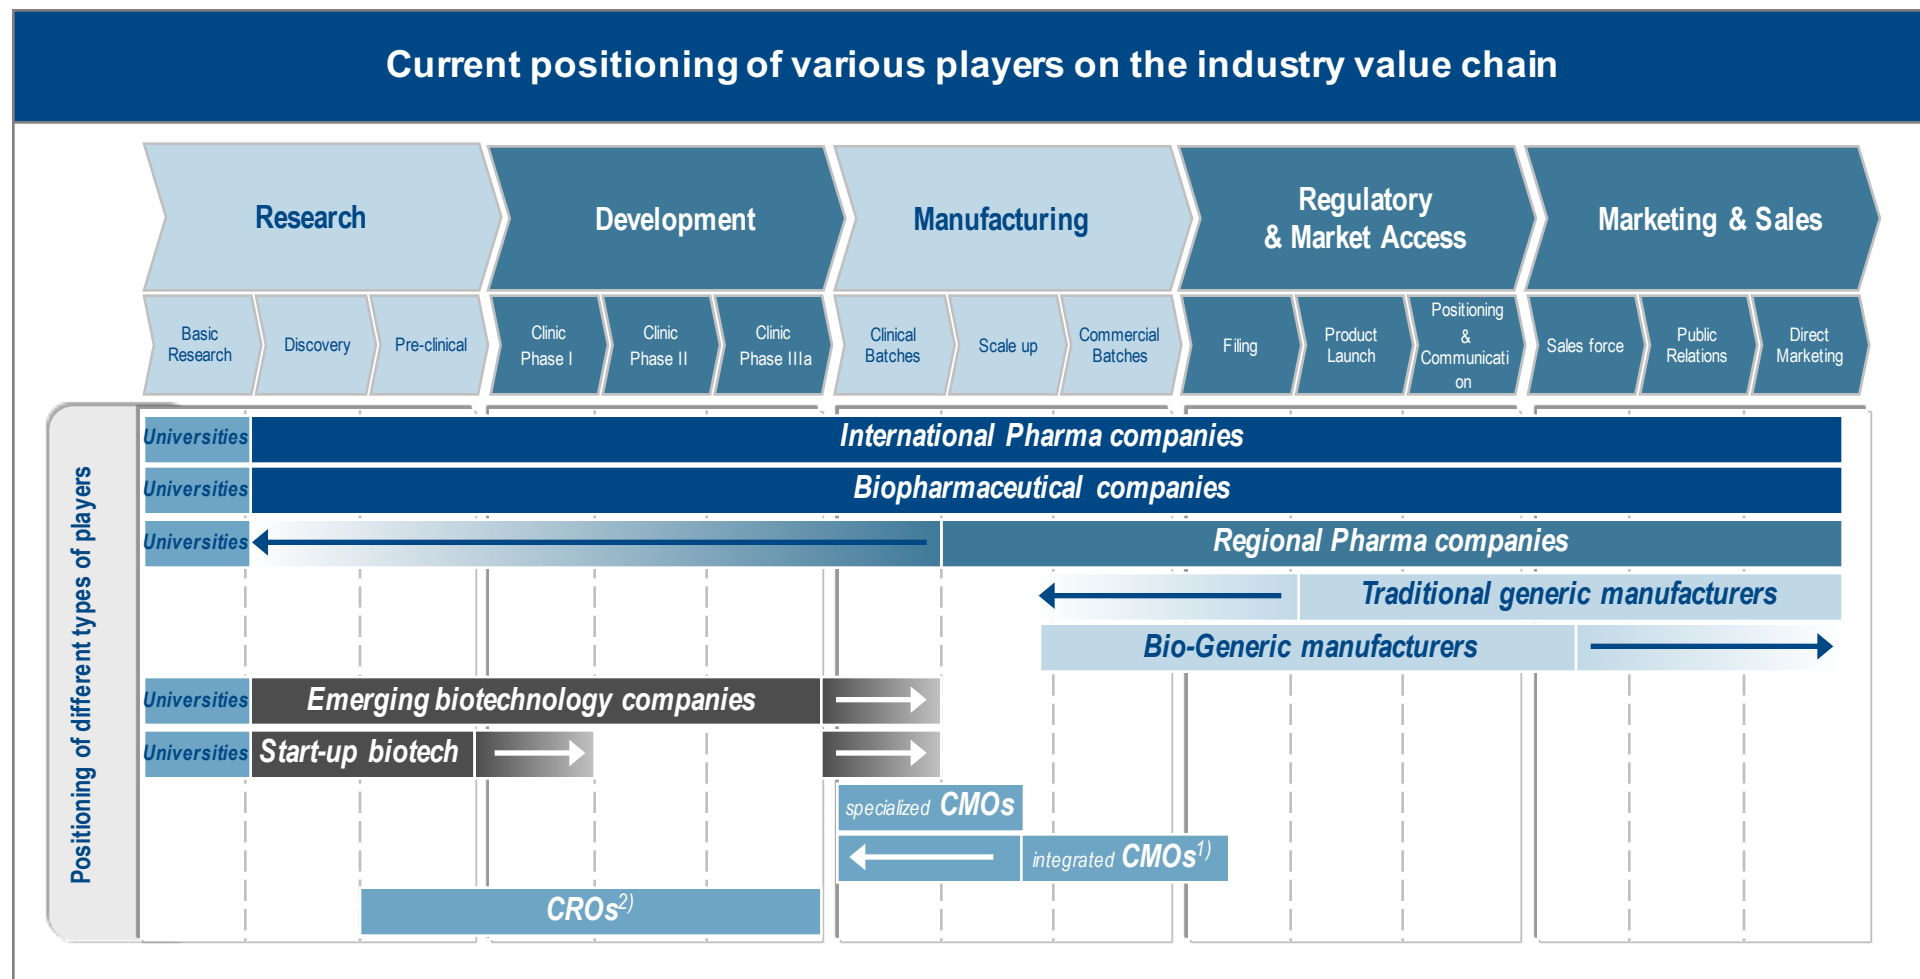 Current positioning of various players on the industry value chain
Research
Development
Manufacturing
Regulatory
& Market Access
Marketing & Sales
Basic
Research
Discovery
Pre-clinical
Clinic
Phase I
Clinic
Phase II
Clinic
Phase IIIa
Clinical
Batches
Scale up
Commercial
Batches
Filing
Product
Launch
Positioning
&
Communicati
on
Sales force
Public
Relations
Direct
Marketing
Positioning of different types of players
Universities
International Pharma companies
Universities
Biopharmaceutical companies
Universities
Regional Pharma companies
Traditional generic manufacturers
Bio-Generic manufacturers
Universities
Emerging biotechnology companies
Universities
Start-up biotech
specialized CMOs
integrated CMOs1)
CROs2)